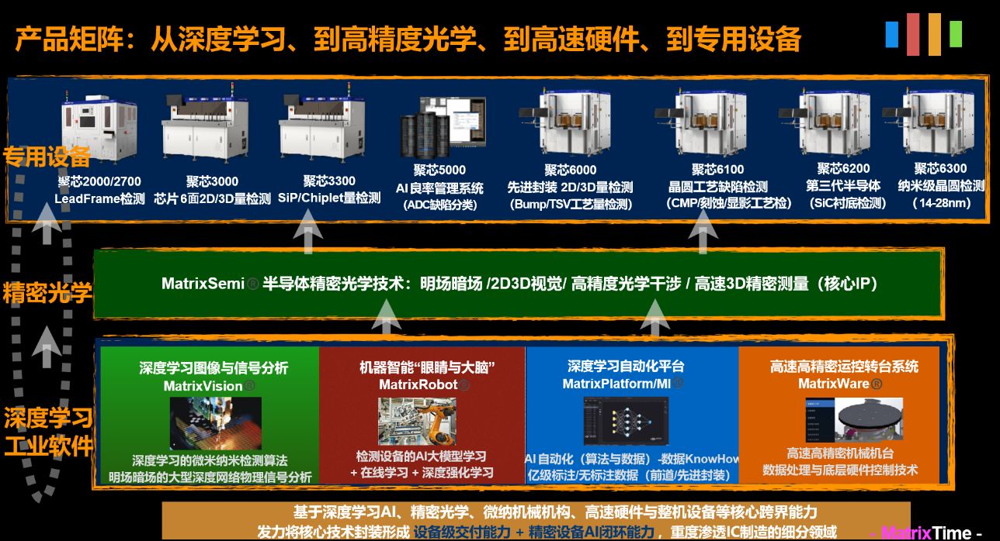 产品矩阵：从深度学习、到高精度光学、到高速硬件、到专用设备
专用设备
聚芯2000/2700
LeadFrame检测
聚芯3000
芯片6面2D/3D量检测
聚芯3300
SiP/Chiplet量检测
聚芯5000
AI良率管理系统
(ADC缺陷分类)
聚芯6000
先进封装 2D/3D量检测
（Bump/TSV工艺量检测）
聚芯6100
晶圆工艺缺陷检测
（CMP/刻蚀/显影工艺检）
聚芯6200
第三代半导体
（SiC衬底检测）
聚芯6300
纳米级晶圆检测
（14-28nm）
精密光学
MatrixSemi® 半导体精密光学技术：明场暗场 /2D3D视觉/ 高精度光学干涉 / 高速3D精密测量（核心IP）
深度学习
工业软件
深度学习图像与信号分析
MatrixVision®
深度学习的微米纳米检测算法
明场暗场的大型深度网络物理信号分析
机器智能“眼睛与大脑”
MatrixRobot®
检测设备的AI大模型学习
+ 在线学习 + 深度强化学习
深度学习自动化平台
MatrixPlatform/MI®
AI自动化（算法与数据）-数据KnowHow
亿级标注/无标注数据（前道/先进封装）
高速高精密运控转台系统
MatrixWare®
高速高精密机械机台
数据处理与底层硬件控制技术
基于深度学习AI、精密光学、微纳机械机构、高速硬件与整机设备等核心跨界能力
发力将核心技术封装形成 设备级交付能力 + 精密设备AI闭环能力 ，重度渗透IC制造的细分领域
- MatrixTime -